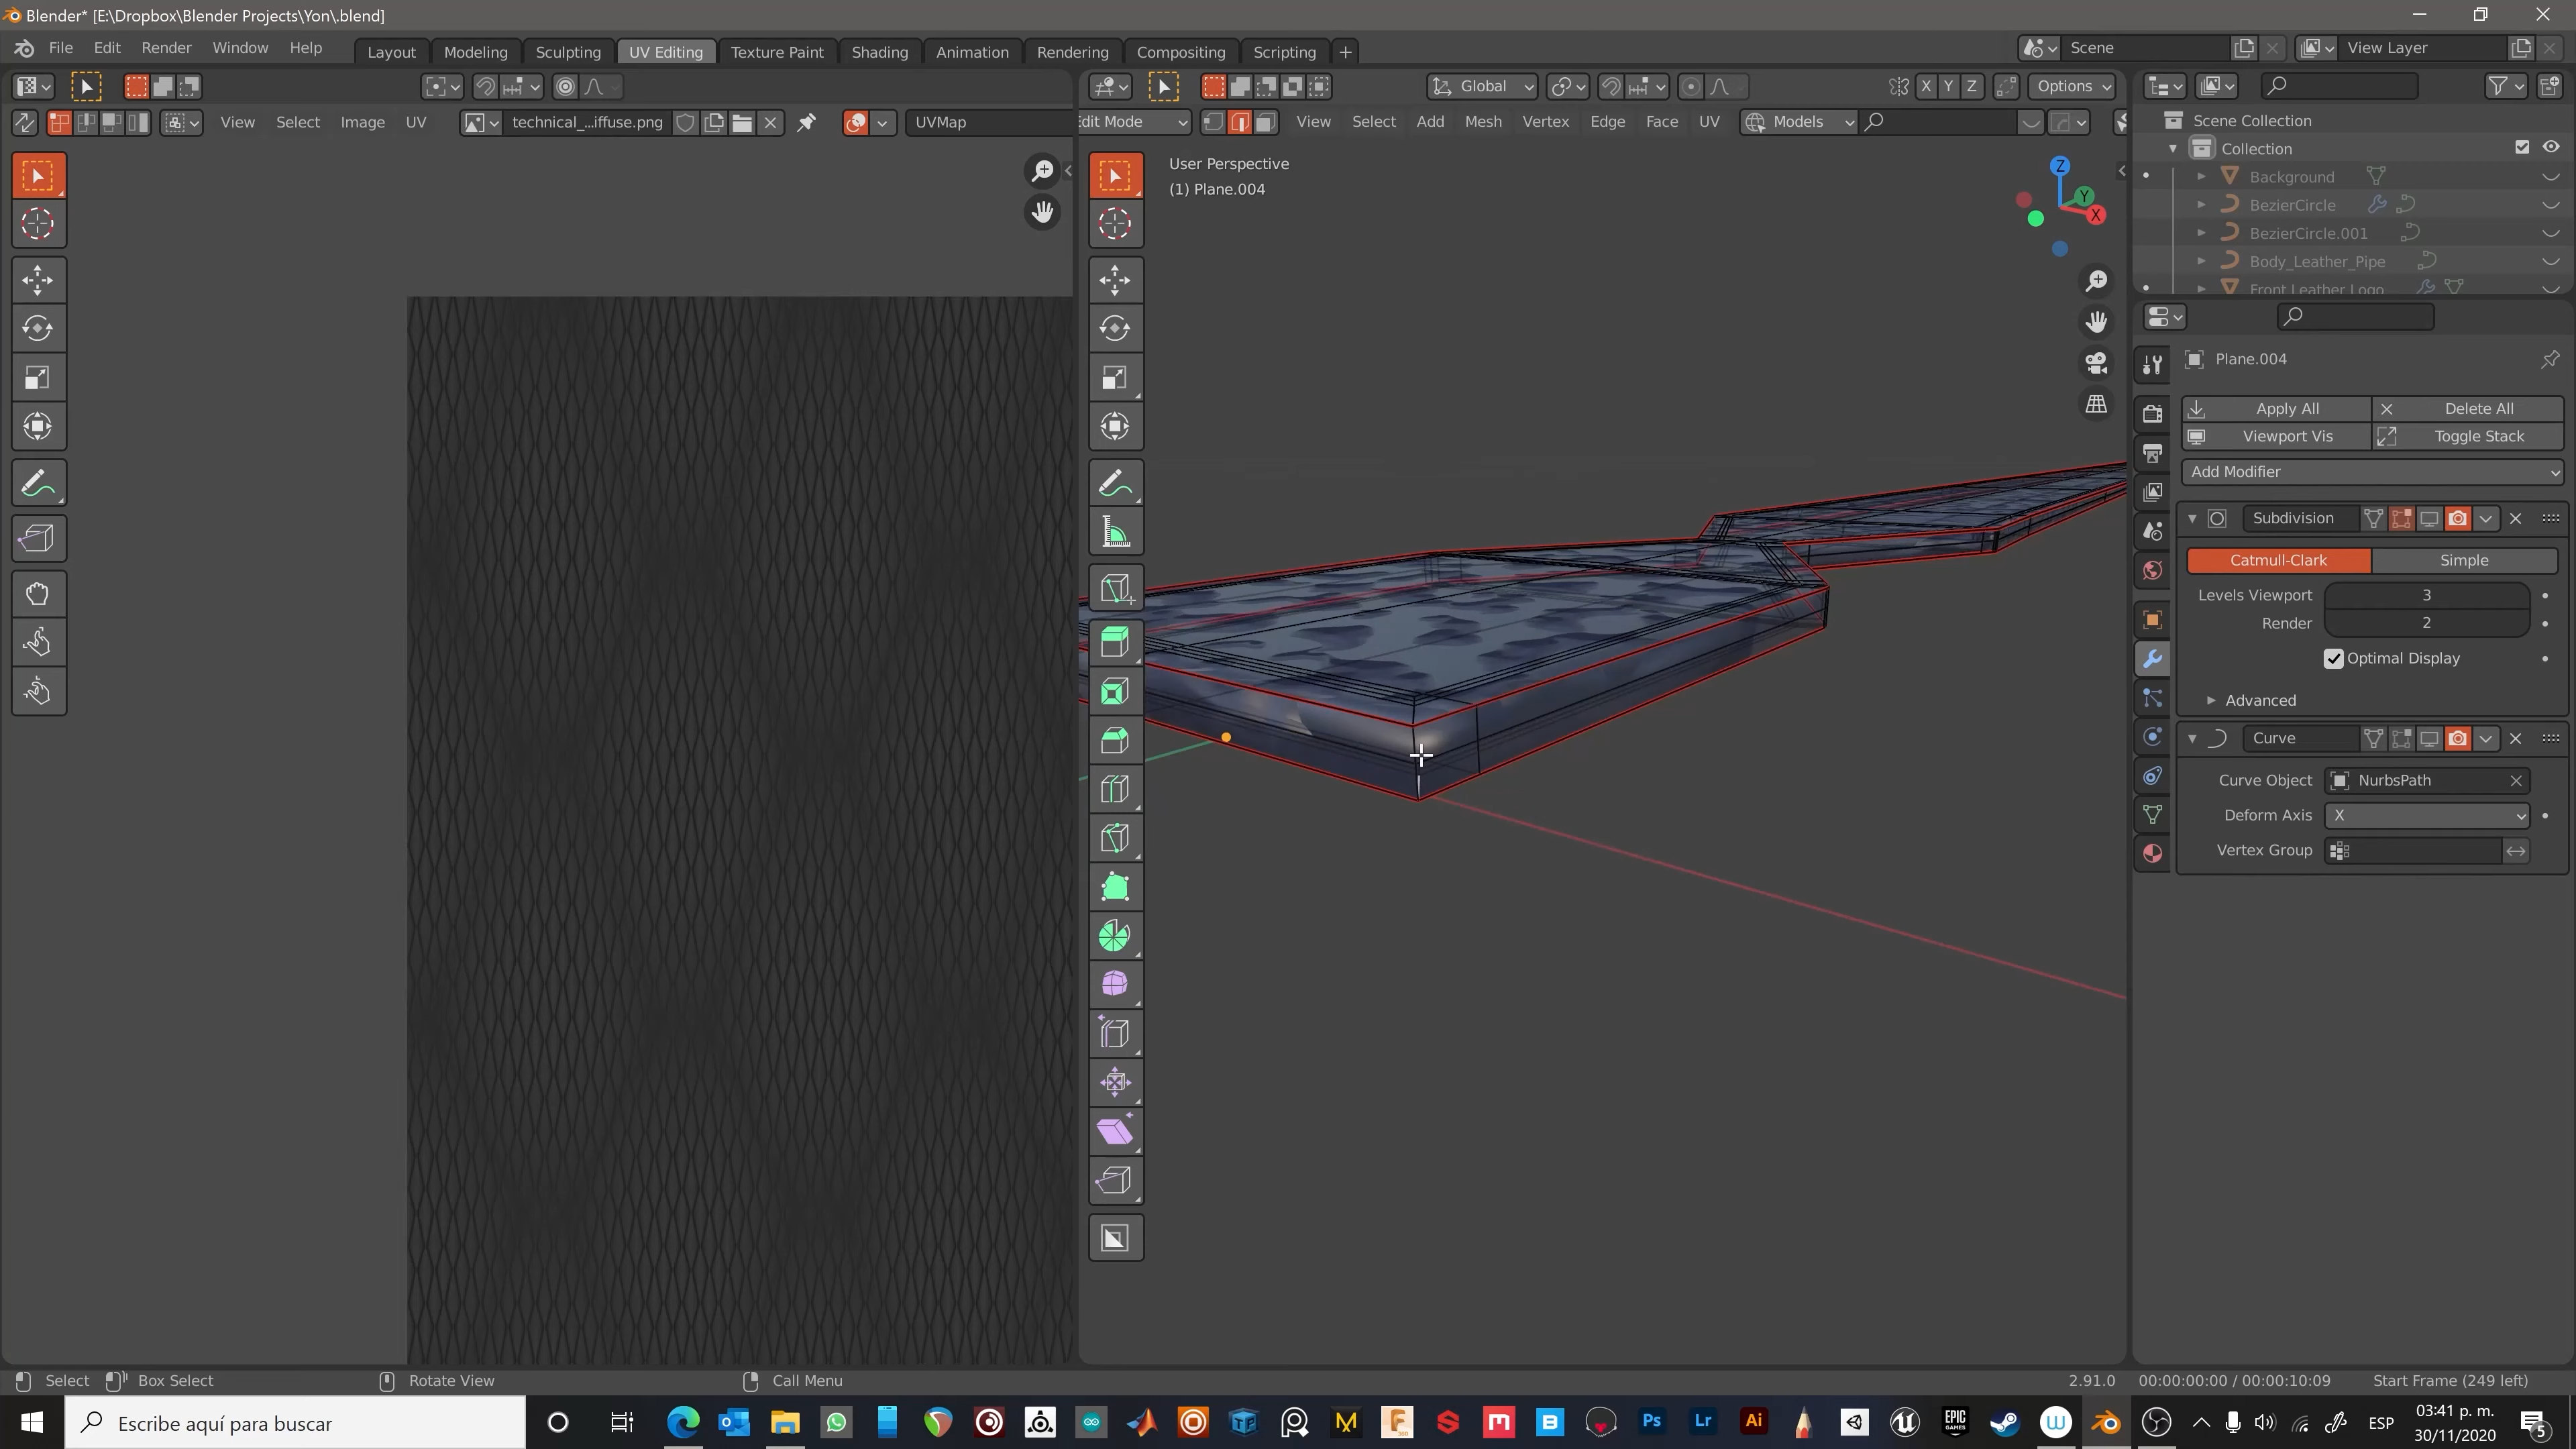 Blender* [E:\Dropbox\Blender Projects\Yon\.blend]
File Edit Render Window Help Layout Modeling Sculpting UV Editing Texture Paint Shading Animation Rendering Compositing Scripting + Scene View Layer
Global X Y Z Options
View Select Image UV technical_...iffuse.png UVMap dit Mode View Select Add Mesh Vertex Edge Face UV Models
Scene Collection
Collection
Background
BezierCircle
BezierCircle.001
Body_Leather_Pipe
Front Leather Logo
User Perspective
(1) Plane.004
Z
Y
X
Plane.004
Apply All Delete All
Viewport Vis Toggle Stack
Add Modifier
Subdivision
Catmull-Clark Simple
Levels Viewport 3
Render 2
Optimal Display
Advanced
Curve
Curve Object NurbsPath
Deform Axis X
Vertex Group
Select Box Select Rotate View Call Menu 2.91.0 00:00:00:00 / 00:00:10:09 Start Frame (249 left)
Escribe aquí para buscar
Ps Lr Ai EPIC GAMES
ESP
03:41 p. m.
30/11/2020
5